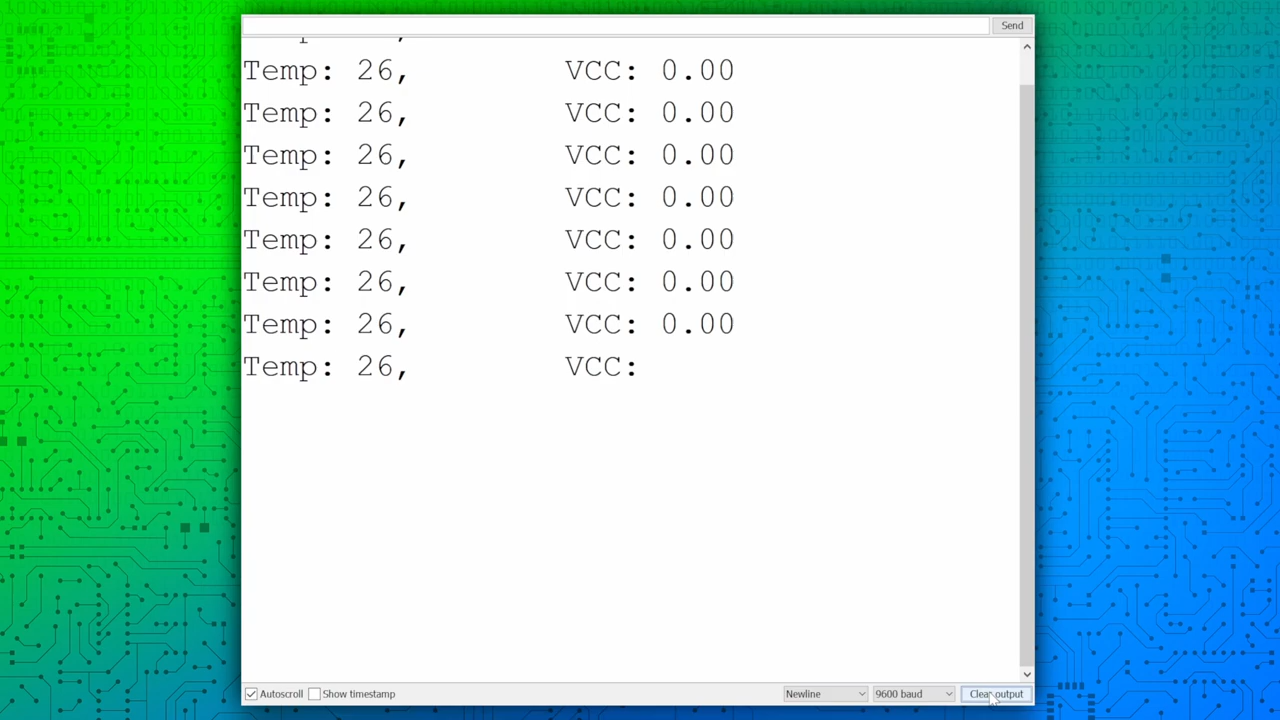 Send
Temp: 26, VCC: 0.00
Temp: 26, VCC: 0.00
Temp: 26, VCC: 0.00
Temp: 26, VCC: 0.00
Temp: 26, VCC: 0.00
Temp: 26, VCC: 0.00
Temp: 26, VCC: 0.00
Temp: 26, VCC:
Autoscroll Show timestamp Newline 9600 baud Clear output